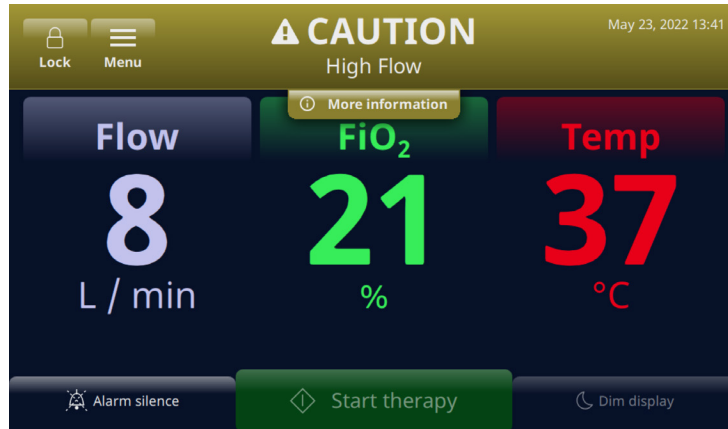 CAUTION
May 23, 2022 13:41
Lock
Menu
High Flow
More information
Flow
FiO₂
Temp
8
21
37
L / min
%
°C
Alarm silence
Start therapy
Dim display